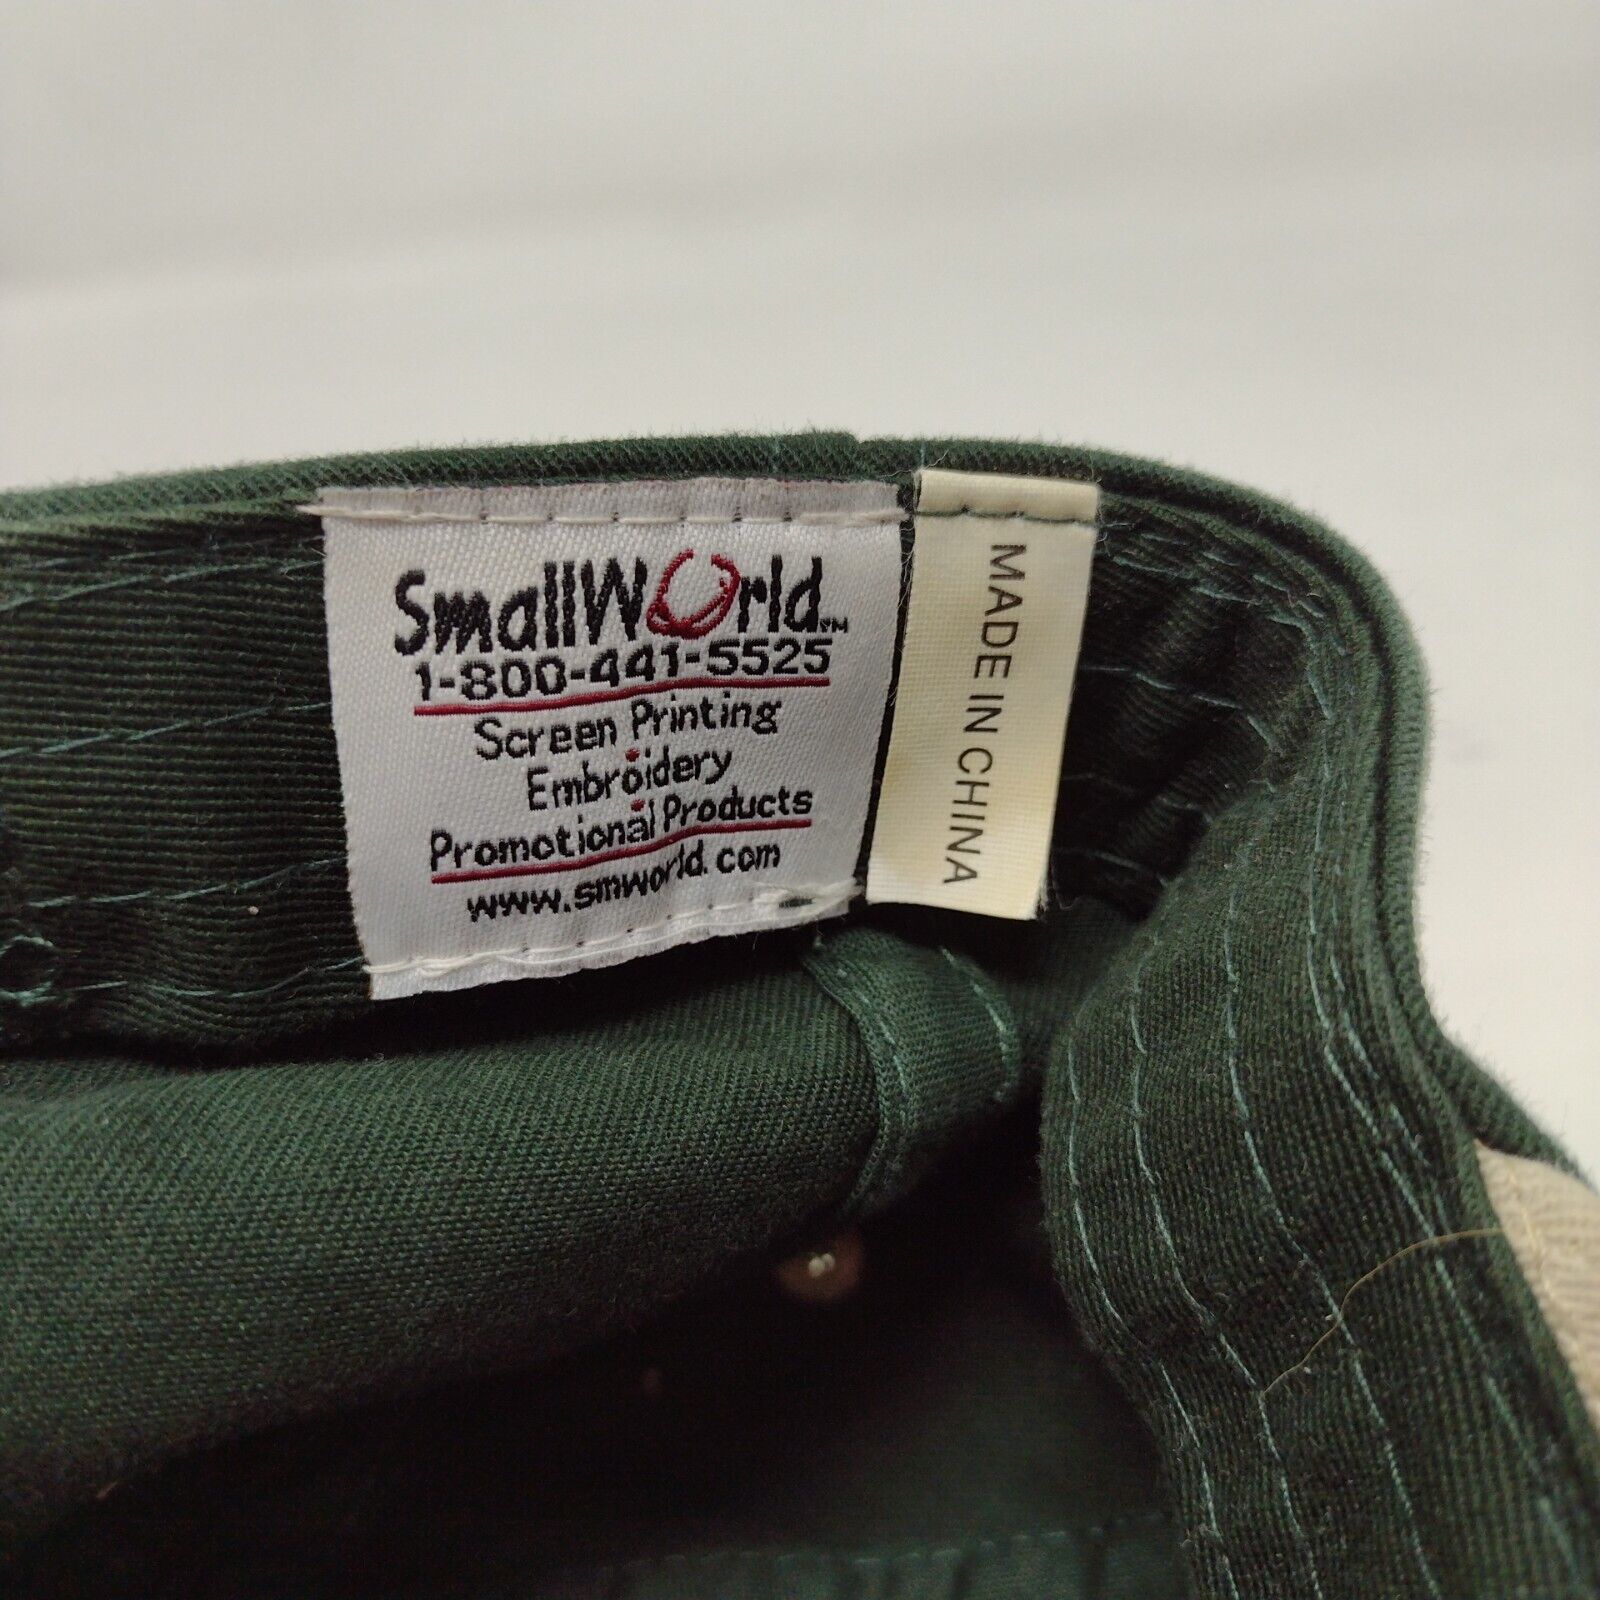 SmallWorld™
1-800-441-5525
Screen Printing
Embroidery
Promotional Products
www.smworld.com
MADE IN CHINA